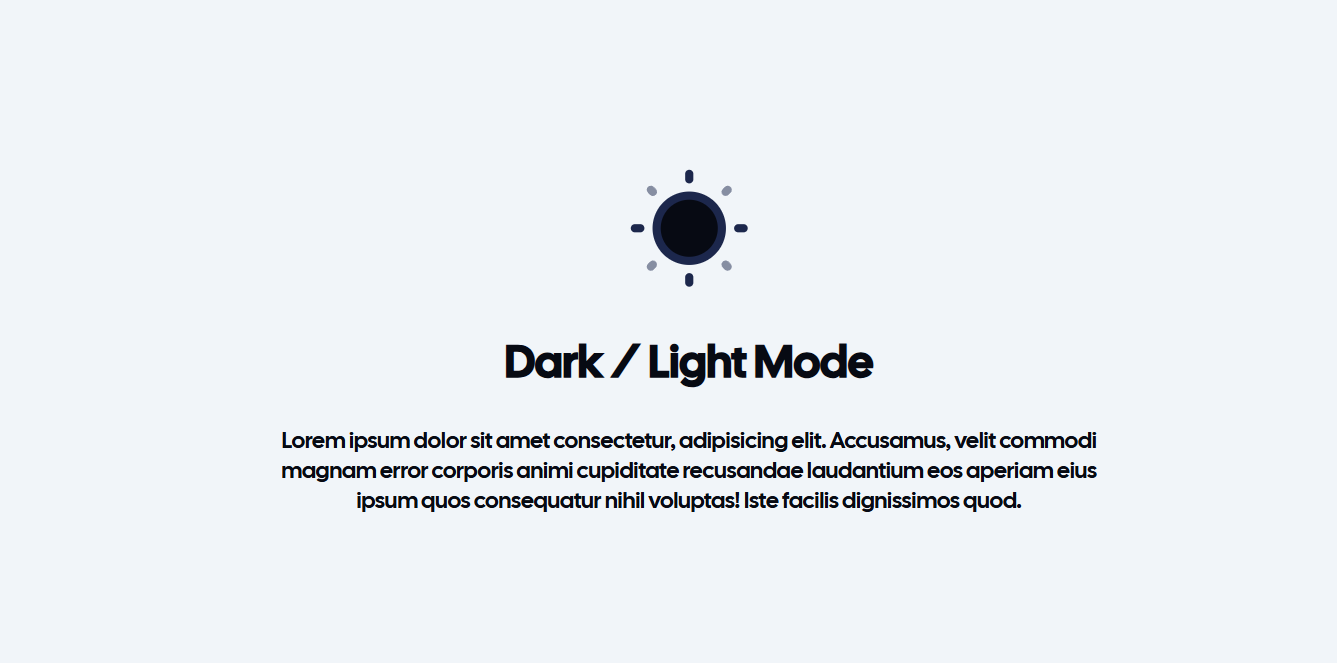 Dark / Light Mode
Lorem ipsum dolor sit amet consectetur, adipisicing elit. Accusamus, velit commodi
magnam error corporis animi cupiditate recusandae laudantium eos aperiam eius
ipsum quos consequatur nihil voluptas! Iste facilis dignissimos quod.